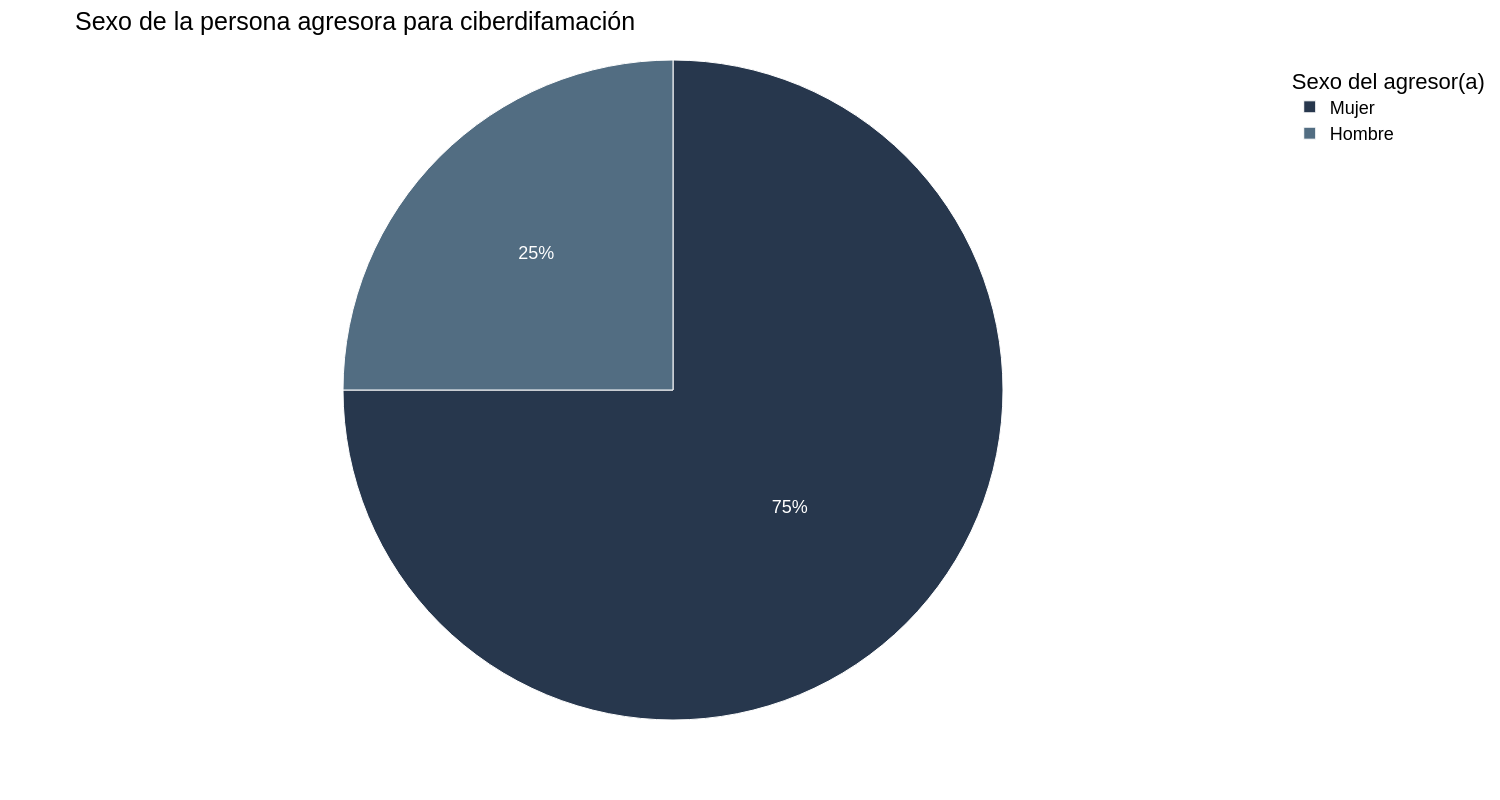 Sexo de la persona agresora para ciberdifamación
Sexo del agresor(a)
Mujer
Hombre
25%
75%